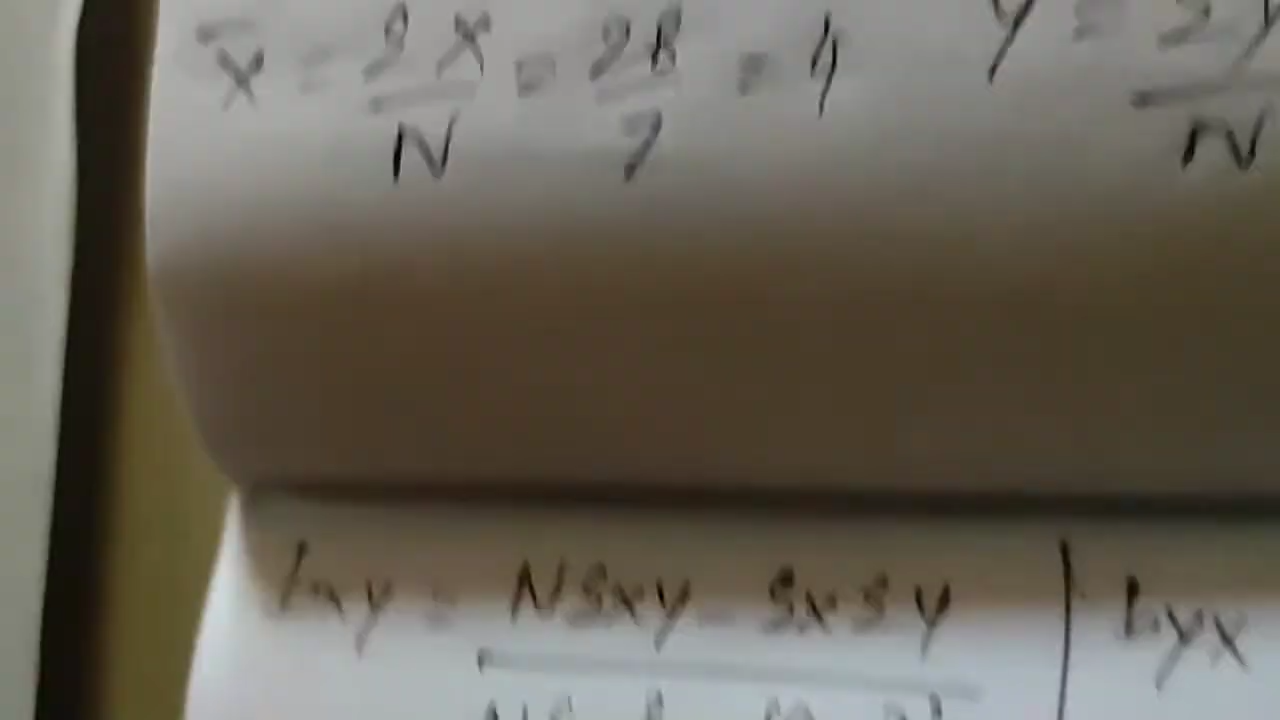 x̄ = Σx/N = 28/7 = 4 y = Σy/N
bxy = NΣxy - ΣxΣy | byx